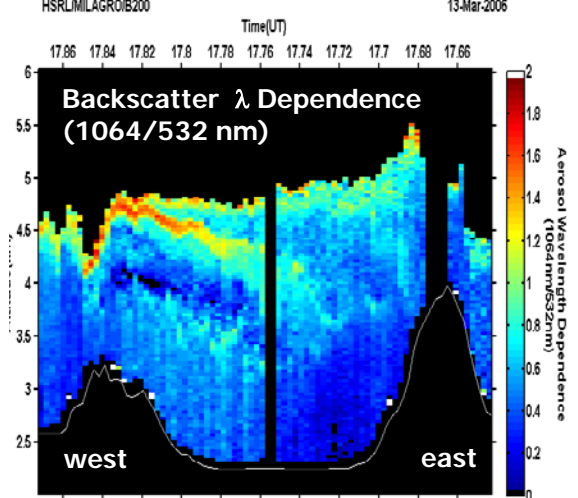 HSRL/MILAGRO/B200 13-Mar-2006
Time(UT)
17.86 17.84 17.82 17.8 17.78 17.76 17.74 17.72 17.7 17.68 17.66
Backscatter λ Dependence
(1064/532 nm)
6
5.5
5
4.5
4
3.5
3
2.5
west east
2
1.8
1.6
1.4
1.2
1
0.8
0.6
0.4
0.2
0
Aerosol Wavelength Dependence
(1064nm/532nm)